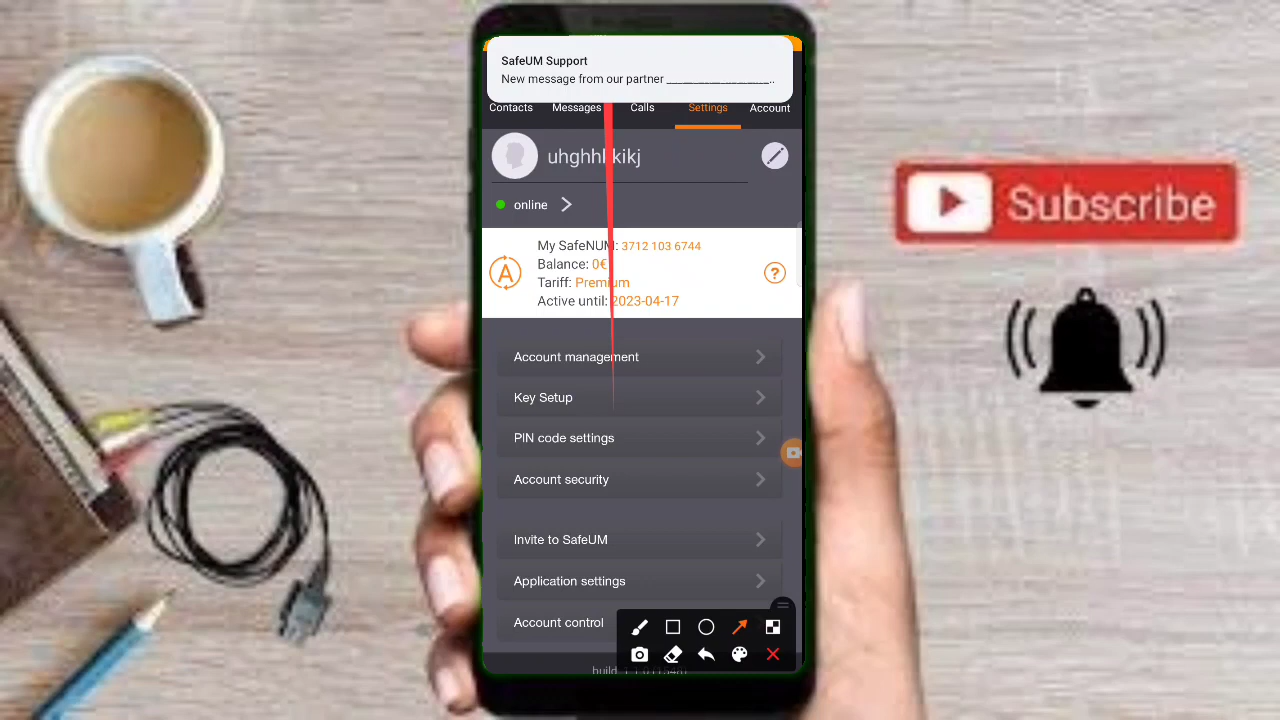 SafeUM Support
New message from our partner
Contacts Messages Calls Settings Account
online
My SafeNUM: 3712 103 6744
Balance: 0€
Tariff: Premium
Active until: 2023-04-17
Account management
Key Setup
PIN code settings
Account security
Invite to SafeUM
Application settings
Account control
Subscribe